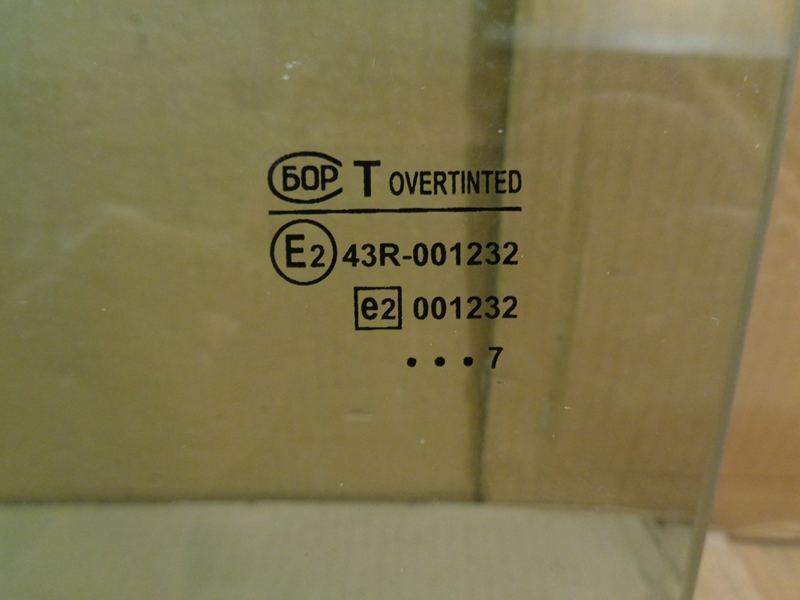 БОР T OVERTINTED
E2 43R-001232
e2 001232
• • • 7